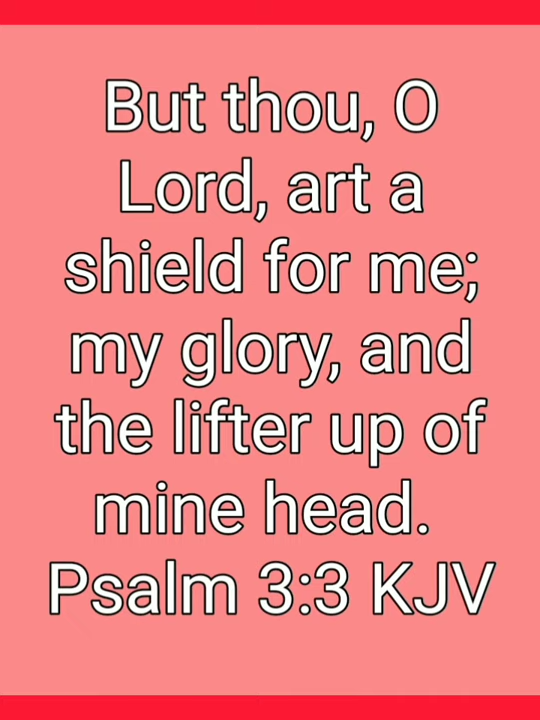 But thou, O
Lord, art a
shield for me;
my glory, and
the lifter up of
mine head.
Psalm 3:3 KJV